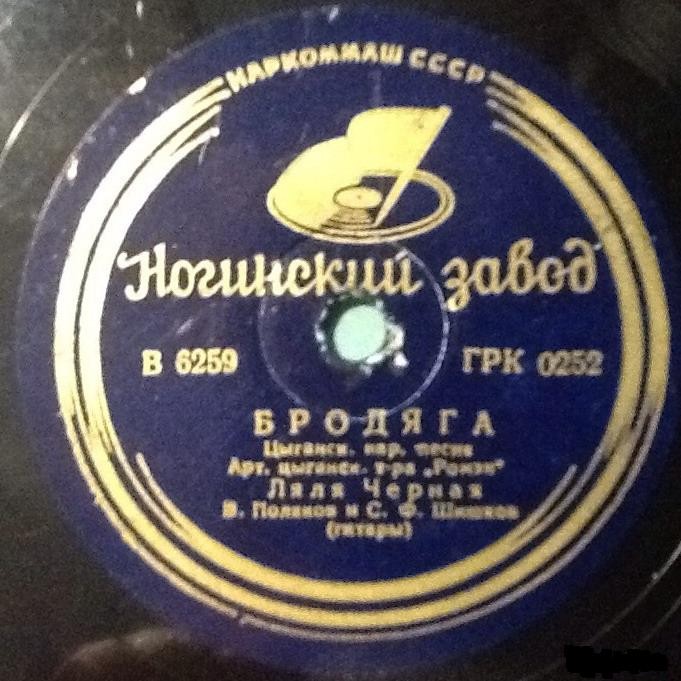 НАРКОММАШ СССР
Ногинский завод
В 6259 ГРК 0252
БРОДЯГА
Цыганск. нар. песня
Арт. цыганск. т-ра „Ромэн"
Ляля Черная
В. Поляков и С. Ф. Шишков
(гитары)